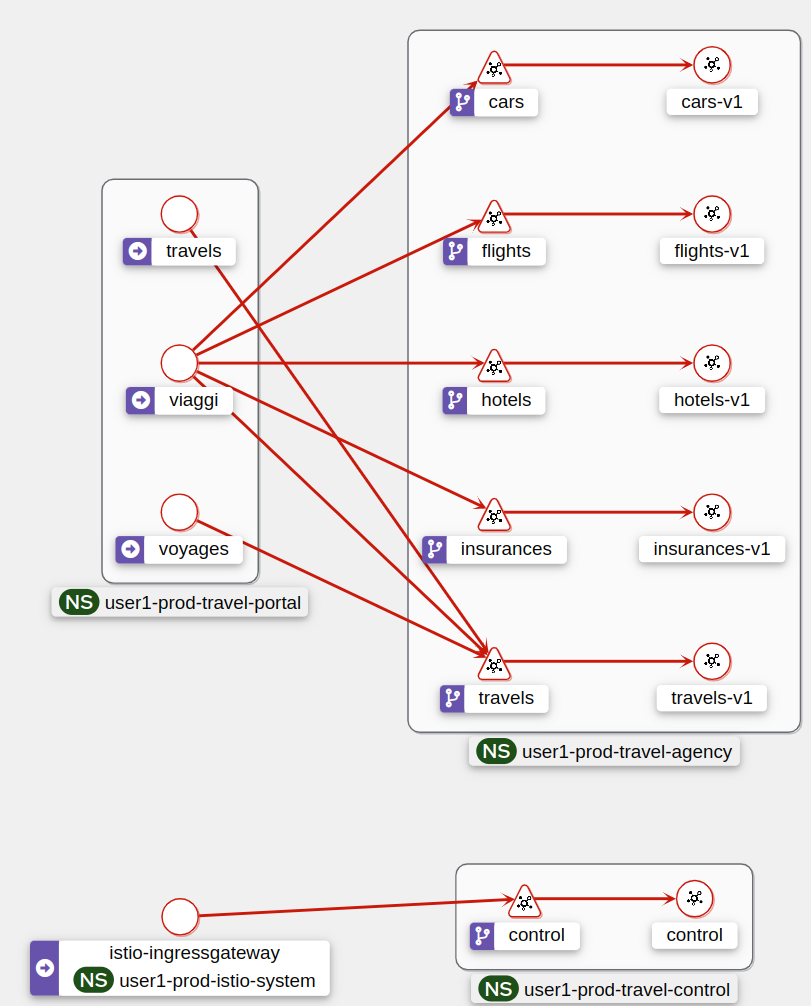 cars
cars-v1
travels
flights
flights-v1
viaggi
hotels
hotels-v1
voyages
insurances
insurances-v1
NS user1-prod-travel-portal
travels
travels-v1
NS user1-prod-travel-agency
istio-ingressgateway
NS user1-prod-istio-system
control
control
NS user1-prod-travel-control